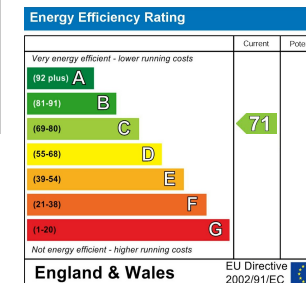 Energy Efficiency Rating
Current Pote
Very energy efficient - lower running costs
(92 plus) A
(81-91) B
(69-80) C 71
(55-68) D
(39-54) E
(21-38) F
(1-20) G
Not energy efficient - higher running costs
England & Wales
EU Directive
2002/91/EC